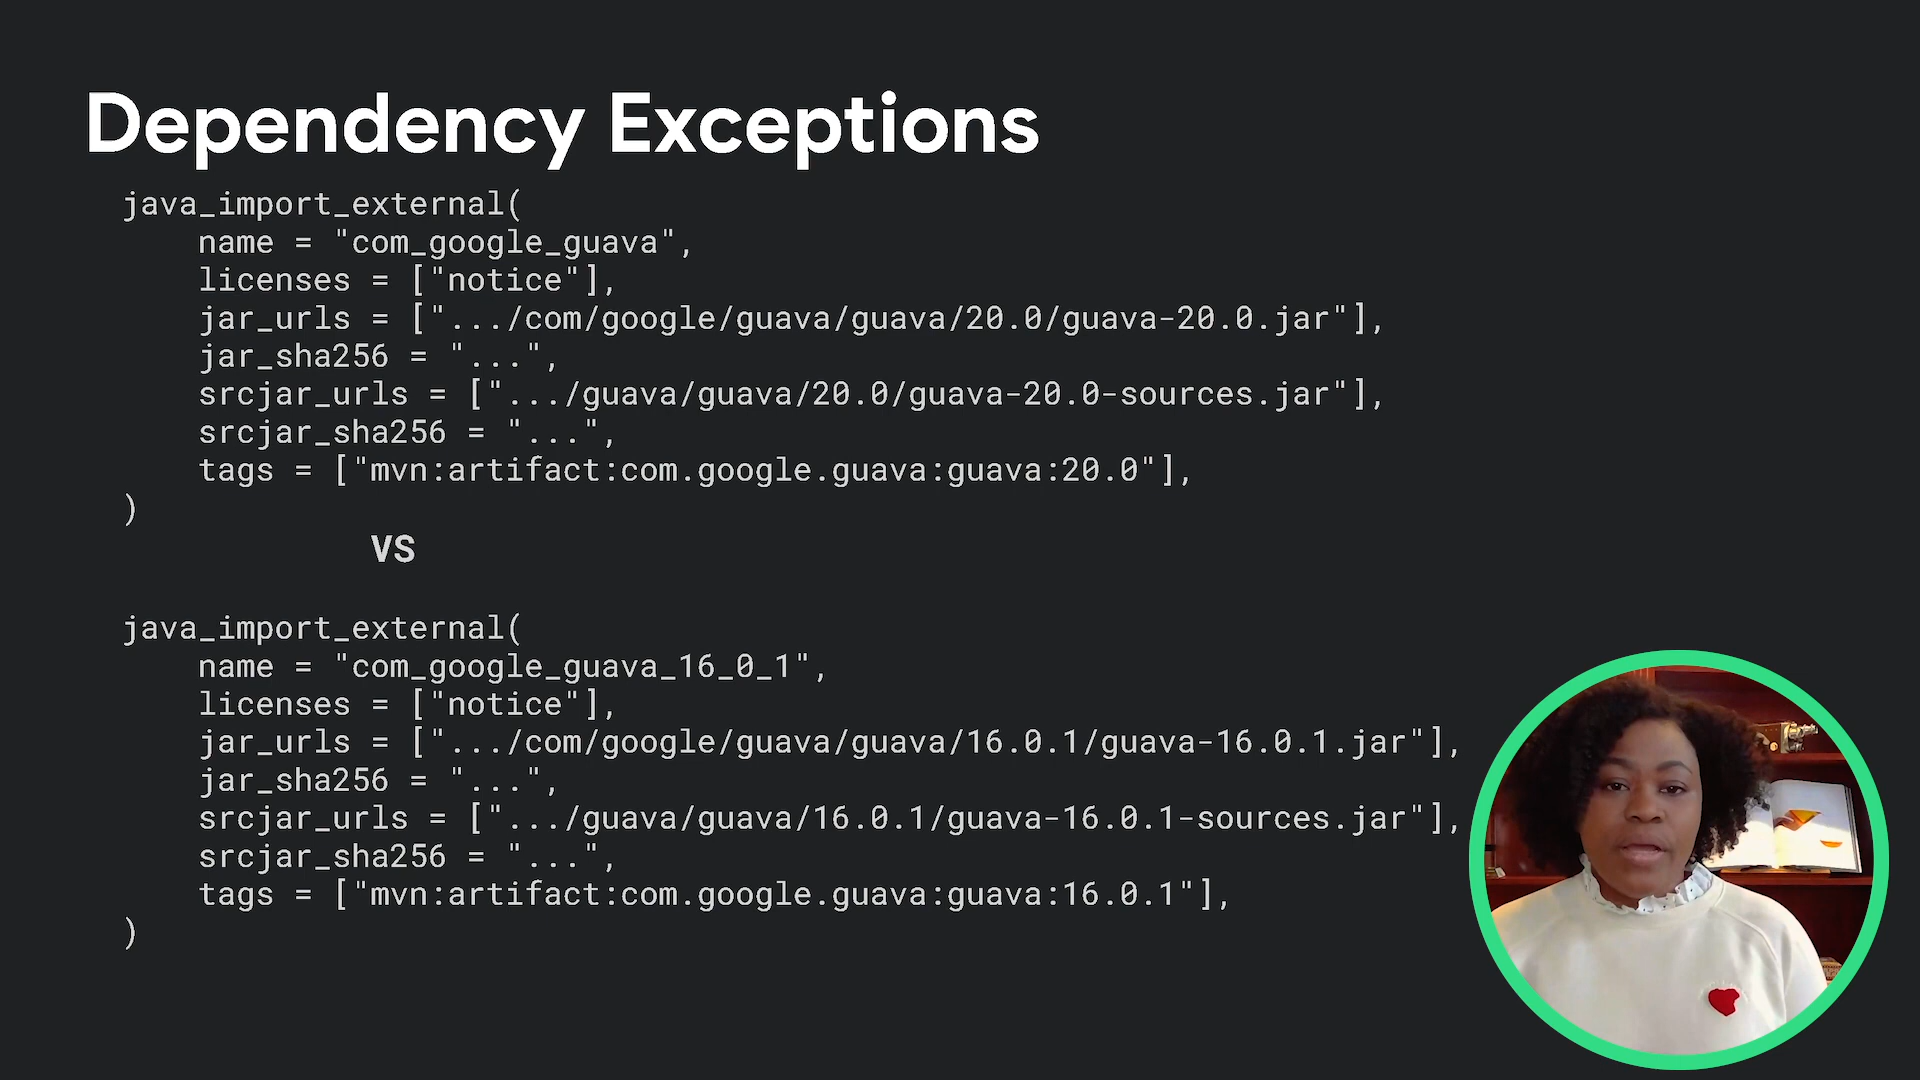 Dependency Exceptions
java_import_external(
name = "com_google_guava",
licenses = ["notice"],
jar_urls = [".../com/google/guava/guava/20.0/guava-20.0.jar"],
jar_sha256 = "...",
srcjar_urls = [".../guava/guava/20.0/guava-20.0-sources.jar"],
srcjar_sha256 = "...",
tags = ["mvn:artifact:com.google.guava:guava:20.0"],
)
VS
java_import_external(
name = "com_google_guava_16_0_1",
licenses = ["notice"],
jar_urls = [".../com/google/guava/guava/16.0.1/guava-16.0.1.jar"],
jar_sha256 = "...",
srcjar_urls = [".../guava/guava/16.0.1/guava-16.0.1-sources.jar"],
srcjar_sha256 = "...",
tags = ["mvn:artifact:com.google.guava:guava:16.0.1"],
)